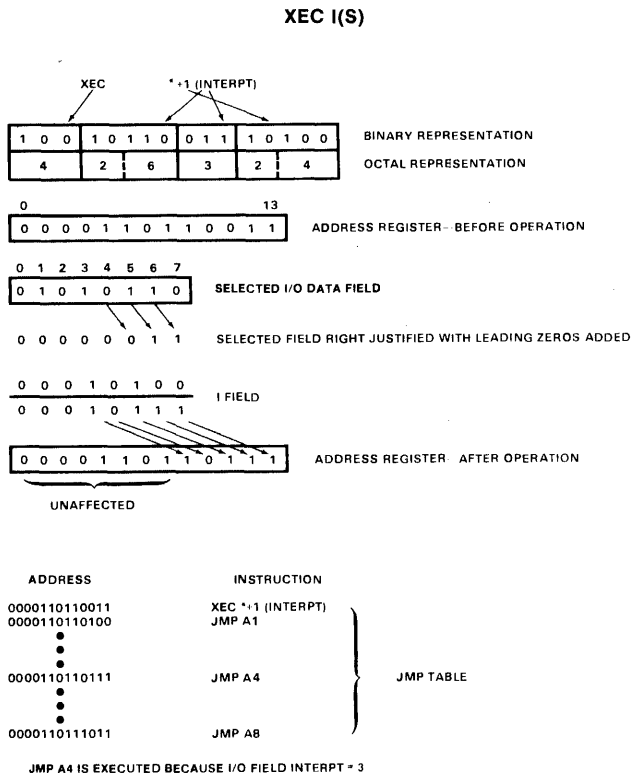 XEC I(S)
XEC *+1 (INTERPT)
1 0 0 1 0 1 1 0 0 1 1 1 0 1 0 0 BINARY REPRESENTATION
4 2 6 3 2 4 OCTAL REPRESENTATION
0 13
0 0 0 0 1 1 0 1 1 0 0 1 1 ADDRESS REGISTER- BEFORE OPERATION
0 1 2 3 4 5 6 7
0 1 0 1 0 1 1 0 SELECTED I/O DATA FIELD
0 0 0 0 0 0 1 1 SELECTED FIELD RIGHT JUSTIFIED WITH LEADING ZEROS ADDED
0 0 0 1 0 1 0 0 I FIELD
0 0 0 1 0 1 1 1
0 0 0 0 1 1 0 1 1 0 1 1 1 ADDRESS REGISTER AFTER OPERATION
UNAFFECTED
ADDRESS INSTRUCTION
0000110110011 XEC *+1 (INTERPT)
0000110110100 JMP A1
0000110110111 JMP A4 JMP TABLE
0000110111011 JMP A8
JMP A4 IS EXECUTED BECAUSE I/O FIELD INTERPT = 3